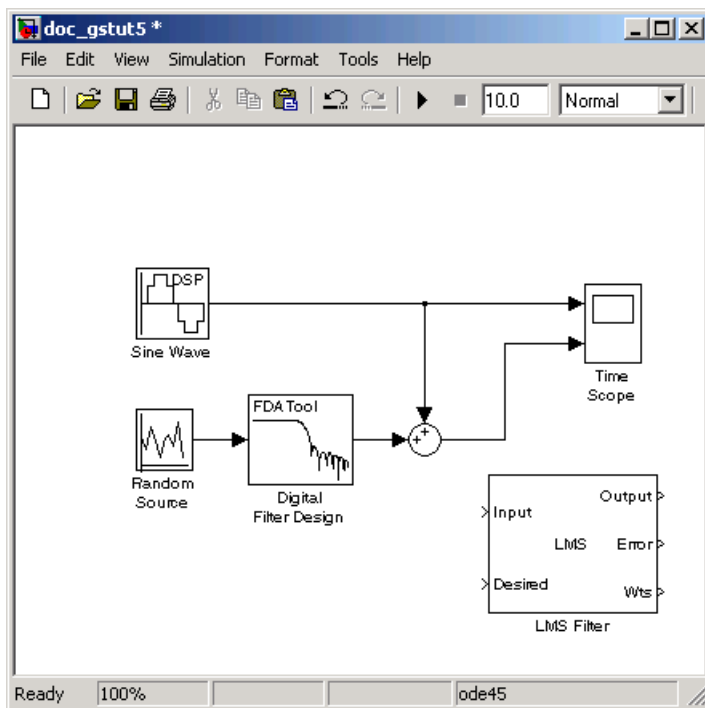 doc_gstut5 *
File Edit View Simulation Format Tools Help
10.0 Normal
DSP
Sine Wave
Time
Scope
FDATool
Random
Source
Digital
Filter Design
Output
Input
LMS
Error
Desired
Wts
LMS Filter
Ready 100% ode45